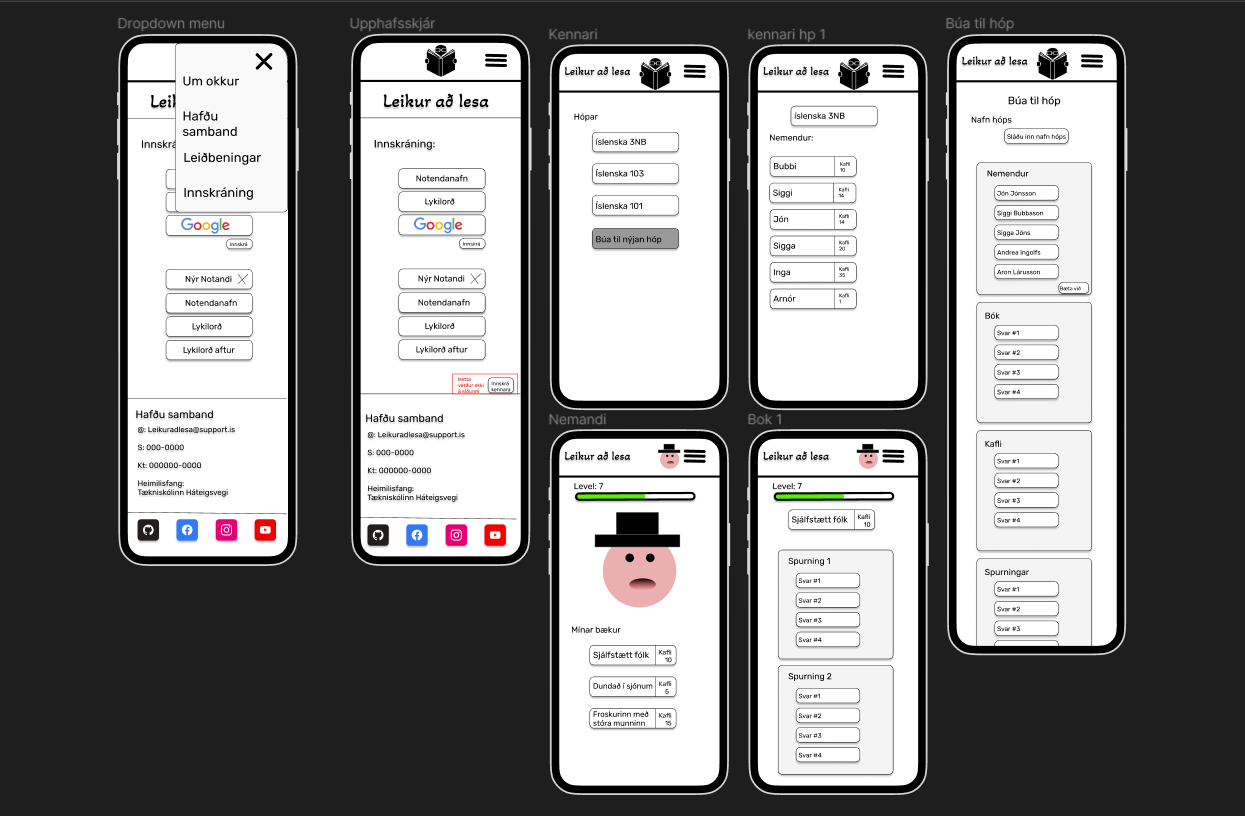 Dropdown menu
Um okkur
Hafðu
samband
Leiðbeningar
Innskráning
Leik
Innskrá
Google
Innskrá
Nýr Notandi
Notendanafn
Lykilorð
Lykilorð aftur
Hafðu samband
@: Leikuradlesa@support.is
S: 000-0000
Kt: 000000-0000
Heimilisfang:
Tækniskólinn Háteigsvegi
Upphafsskjár
Leikur að lesa
Innskráning:
Notendanafn
Lykilorð
Google
Innskrá
Nýr Notandi
Notendanafn
Lykilorð
Lykilorð aftur
Þetta
verður ekki
á síðunni
Innskrá
kennara
Hafðu samband
@: Leikuradlesa@support.is
S: 000-0000
Kt: 000000-0000
Heimilisfang:
Tækniskólinn Háteigsvegi
Kennari
Leikur að lesa
Hópar
íslenska 3NB
Íslenska 103
Íslenska 101
Búa til nýjan hóp
kennari hp 1
Leikur að lesa
íslenska 3NB
Nemendur:
Bubbi
Kafli
10
Siggi
Kafli
14
Jón
Kafli
14
Sigga
Kafli
20
Inga
Kafli
35
Arnór
Kafli
1
Nemandi
Leikur að lesa
Level: 7
Mínar bækur
Sjálfstætt fólk
Kafli
10
Dundað í sjónum
Kafli
5
Froskurinn með
stóra munninn
Kafli
15
Bok 1
Leikur að lesa
Level: 7
Sjálfstætt fólk
Kafli
10
Spurning 1
Svar #1
Svar #2
Svar #3
Svar #4
Spurning 2
Svar #1
Svar #2
Svar #3
Svar #4
Búa til hóp
Leikur að lesa
Búa til hóp
Nafn hóps
Sláðu inn nafn hóps
Nemendur
Jón Jónsson
Siggi Bubbason
Sigga Jóns
Andrea Ingolfs
Aron Lárusson
Bæta við
Bók
Svar #1
Svar #2
Svar #3
Svar #4
Kafli
Svar #1
Svar #2
Svar #3
Svar #4
Spurningar
Svar #1
Svar #2
Svar #3